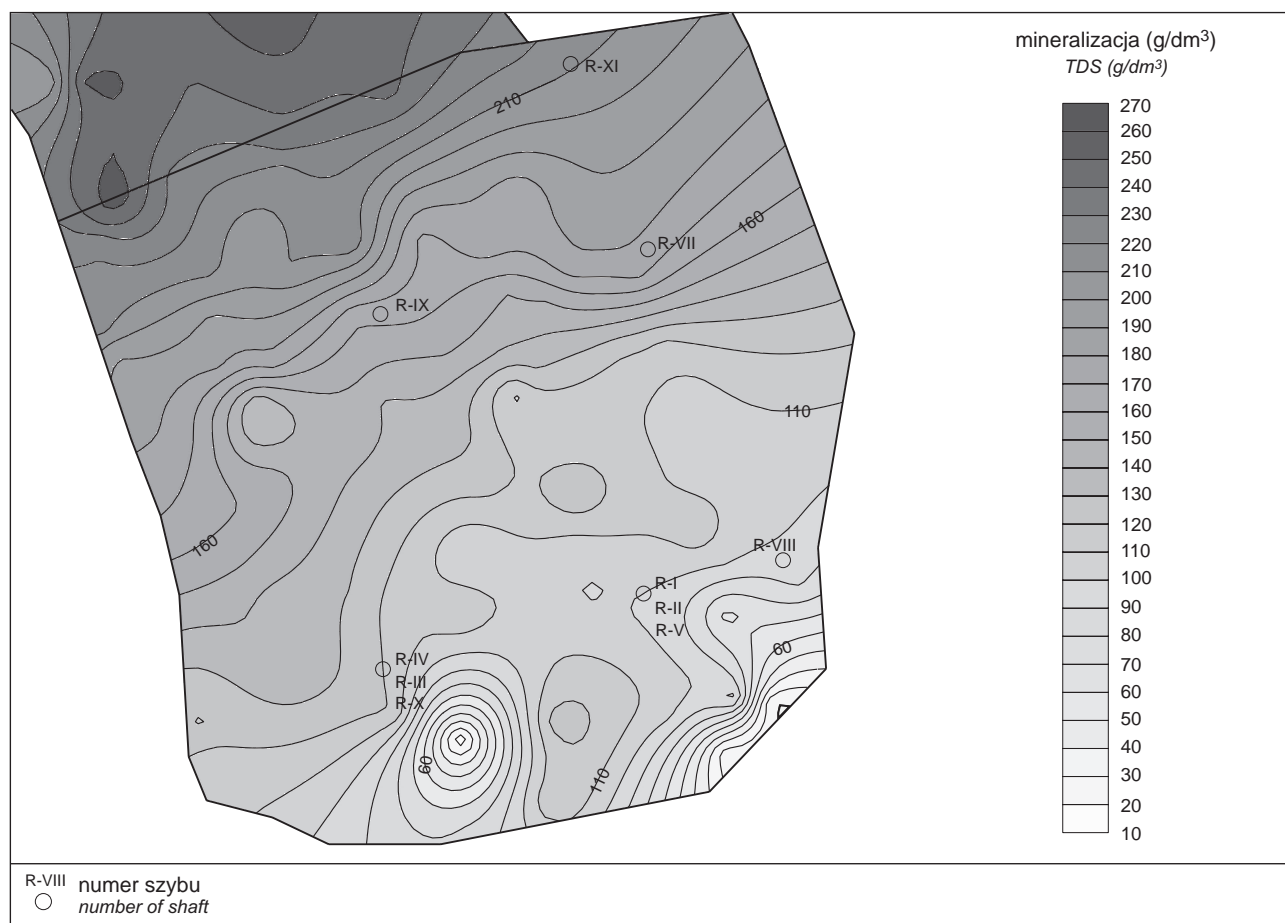 mineralizacja (g/dm³)
TDS (g/dm³)
270
260
250
240
230
220
210
200
190
180
170
160
150
140
130
120
110
100
90
80
70
60
50
40
30
20
10
R-XI
210
160
R-VII
R-IX
110
160
R-VIII
R-I
R-II
R-V
60
R-IV
R-III
R-X
60
110
R-VIII numer szybu
number of shaft